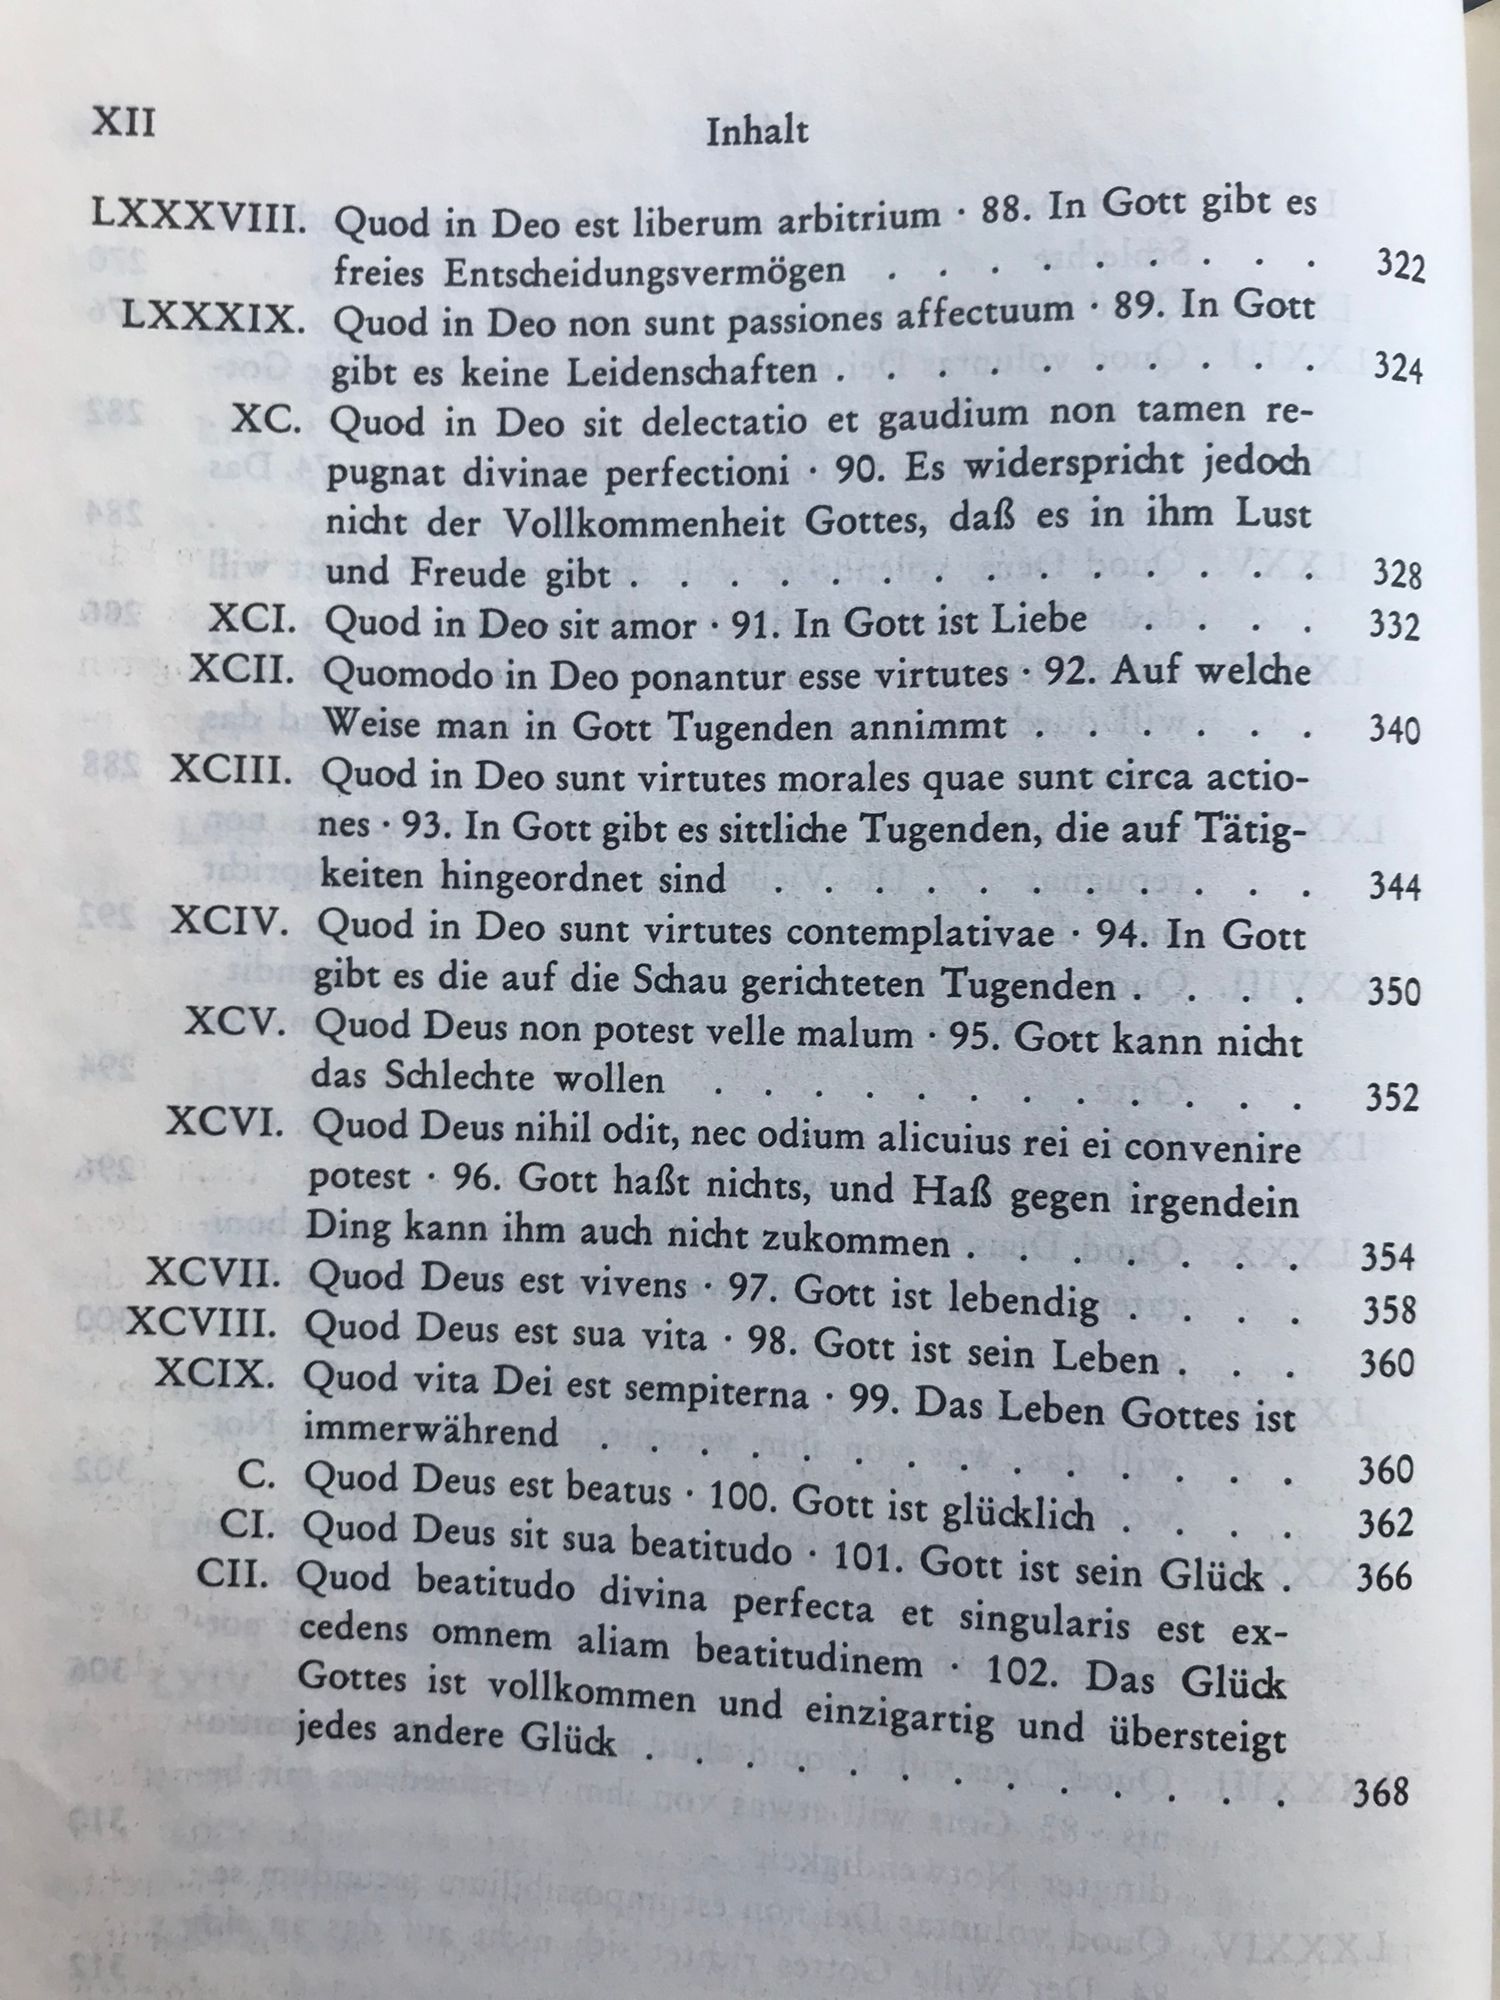 XII
Inhalt
LXXXVIII. Quod in Deo est liberum arbitrium · 88. In Gott gibt es
freies Entscheidungsvermögen . . . . . . . . . 322
LXXXIX. Quod in Deo non sunt passiones affectuum · 89. In Gott
gibt es keine Leidenschaften . . . . . . . . . . 324
XC. Quod in Deo sit delectatio et gaudium non tamen re-
pugnat divinae perfectioni · 90. Es widerspricht jedoch
nicht der Vollkommenheit Gottes, daß es in ihm Lust
und Freude gibt . . . . . . . . . . . . . . 328
XCI. Quod in Deo sit amor · 91. In Gott ist Liebe . . . . 332
XCII. Quomodo in Deo ponantur esse virtutes · 92. Auf welche
Weise man in Gott Tugenden annimmt . . . . . . 340
XCIII. Quod in Deo sunt virtutes morales quae sunt circa actio-
nes · 93. In Gott gibt es sittliche Tugenden, die auf Tätig-
keiten hingeordnet sind . . . . . . . . . . . 344
XCIV. Quod in Deo sunt virtutes contemplativae · 94. In Gott
gibt es die auf die Schau gerichteten Tugenden . . . . 350
XCV. Quod Deus non potest velle malum · 95. Gott kann nicht
das Schlechte wollen . . . . . . . . . . . . 352
XCVI. Quod Deus nihil odit, nec odium alicuius rei ei convenire
potest · 96. Gott haßt nichts, und Haß gegen irgendein
Ding kann ihm auch nicht zukommen . . . . . . . 354
XCVII. Quod Deus est vivens · 97. Gott ist lebendig . . . . 358
XCVIII. Quod Deus est sua vita · 98. Gott ist sein Leben . . . 360
XCIX. Quod vita Dei est sempiterna · 99. Das Leben Gottes ist
immerwährend . . . . . . . . . . . . . . 360
C. Quod Deus est beatus · 100. Gott ist glücklich . . . . 362
CI. Quod Deus sit sua beatitudo · 101. Gott ist sein Glück . 366
CII. Quod beatitudo divina perfecta et singularis est ex-
cedens omnem aliam beatitudinem · 102. Das Glück
Gottes ist vollkommen und einzigartig und übersteigt
jedes andere Glück . . . . . . . . . . . . . 368